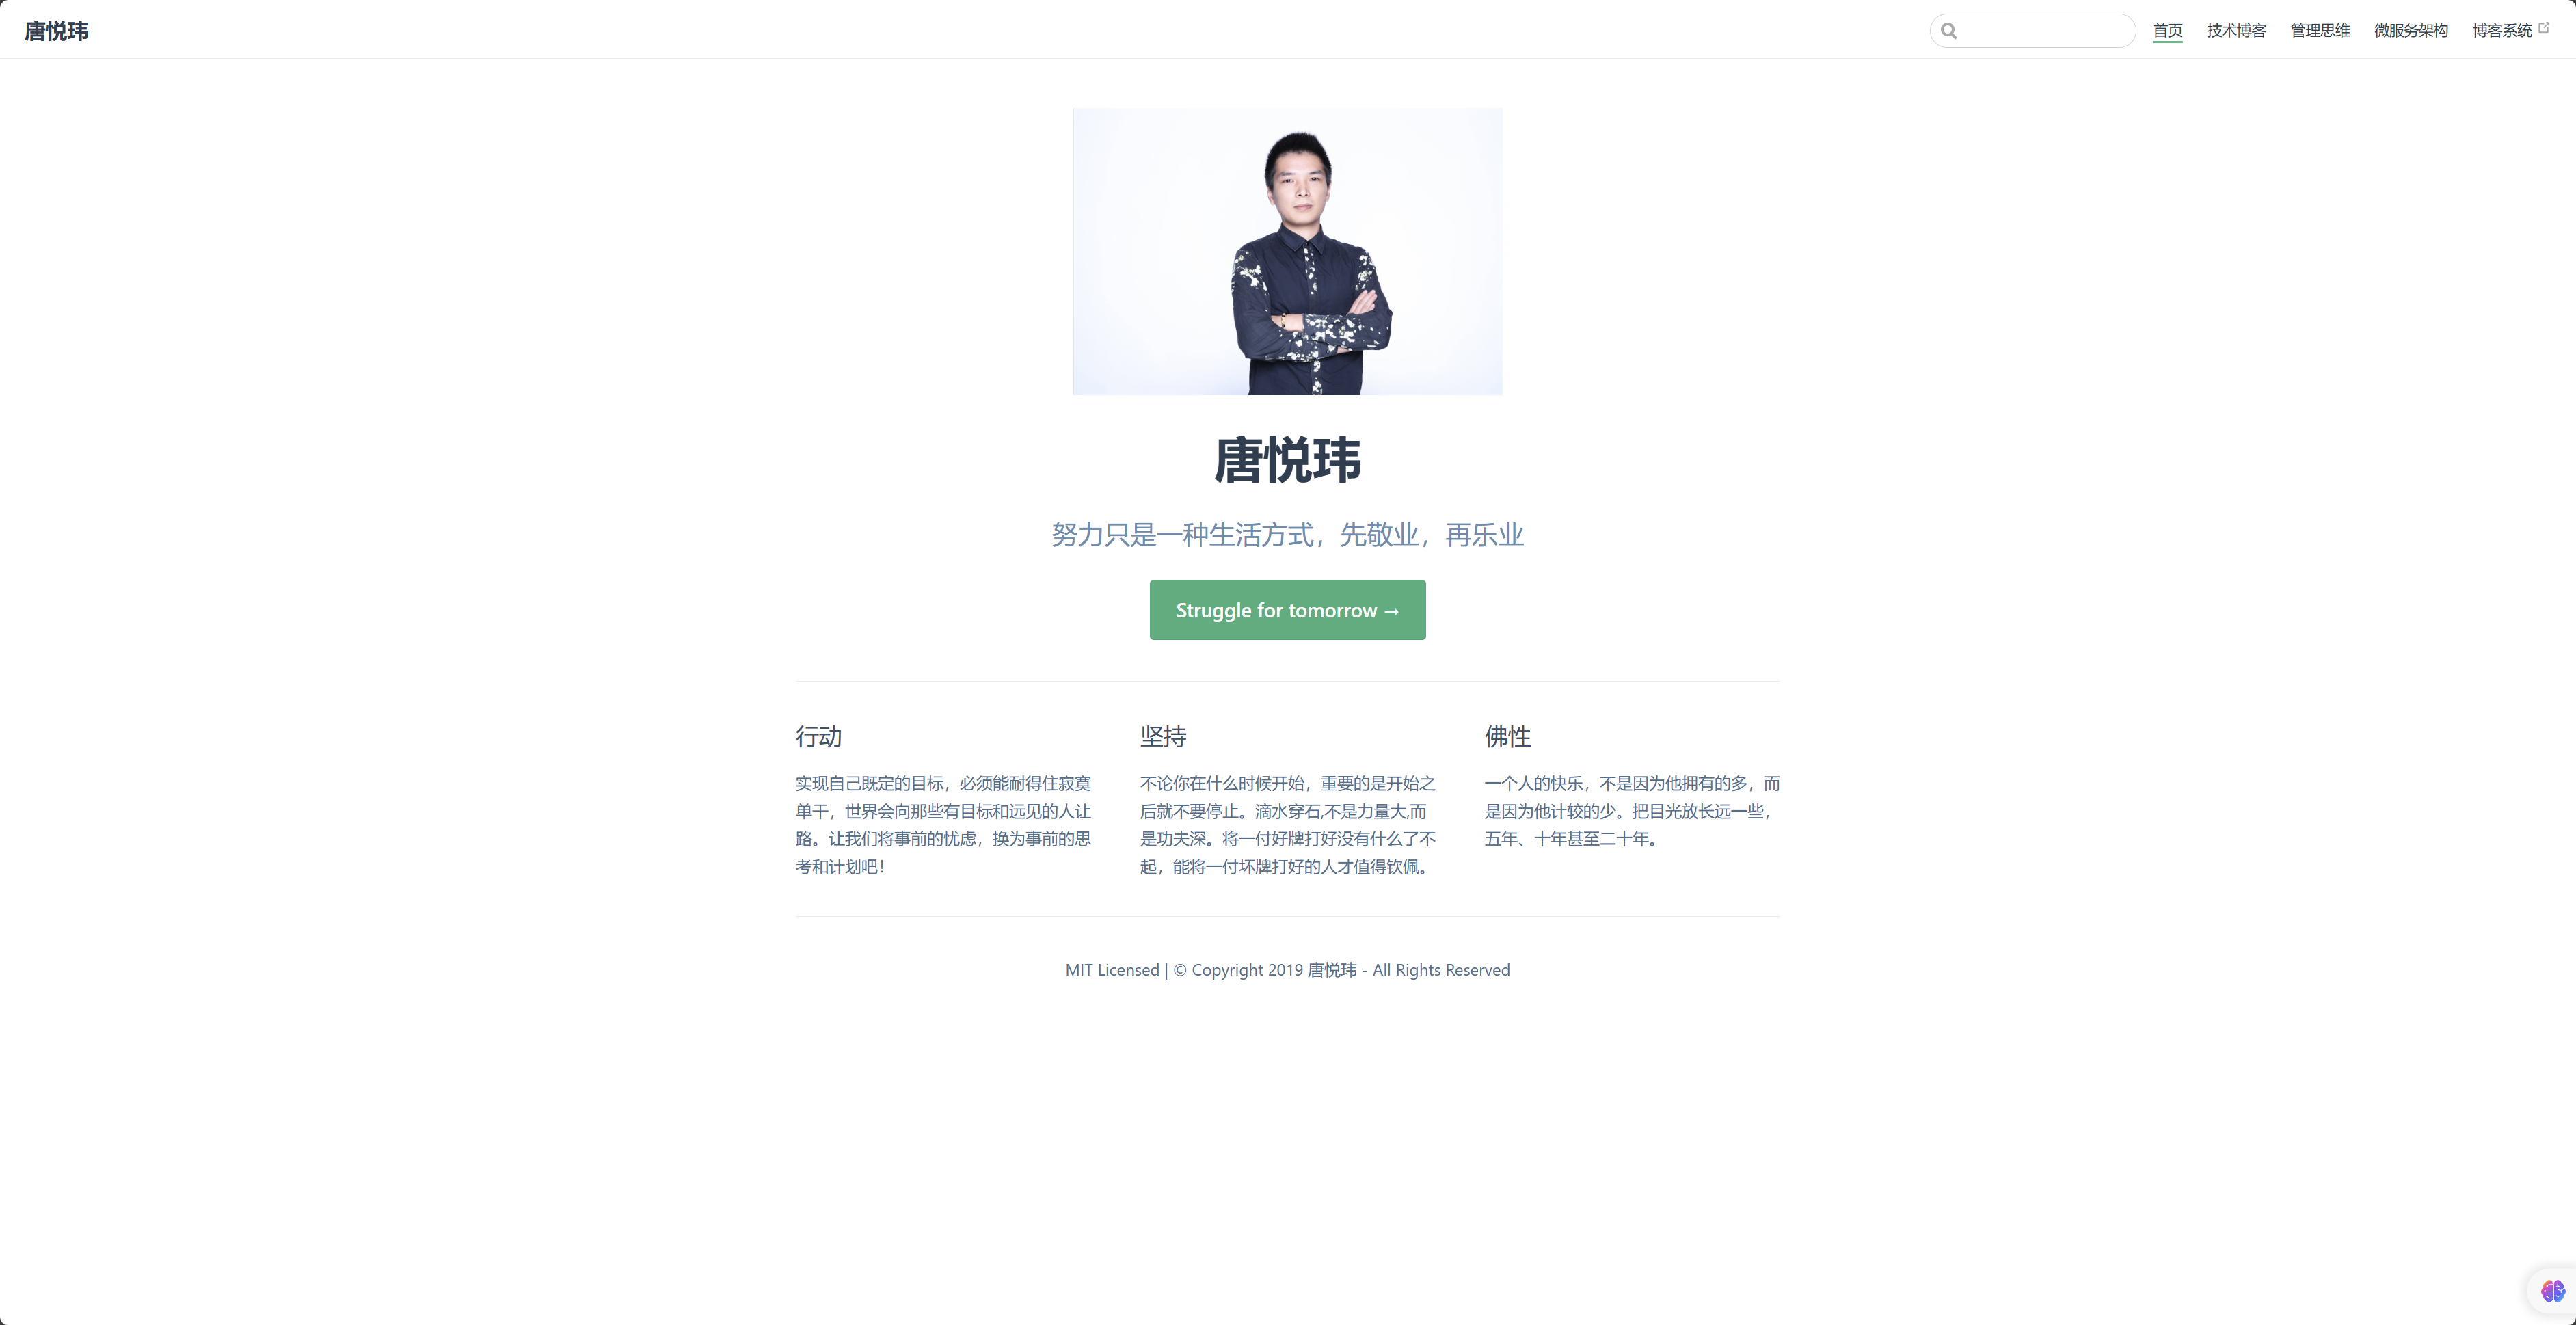 唐悦玮
首页 技术博客 管理思维 微服务架构 博客系统
唐悦玮
努力只是一种生活方式，先敬业，再乐业
Struggle for tomorrow →
行动
实现自己既定的目标，必须能耐得住寂寞
单干，世界会向那些有目标和远见的人让
路。让我们将事前的忧虑，换为事前的思
考和计划吧！
坚持
不论你在什么时候开始，重要的是开始之
后就不要停止。滴水穿石,不是力量大,而
是功夫深。将一付好牌打好没有什么了不
起，能将一付坏牌打好的人才值得钦佩。
佛性
一个人的快乐，不是因为他拥有的多，而
是因为他计较的少。把目光放长远一些，
五年、十年甚至二十年。
MIT Licensed | © Copyright 2019 唐悦玮 - All Rights Reserved